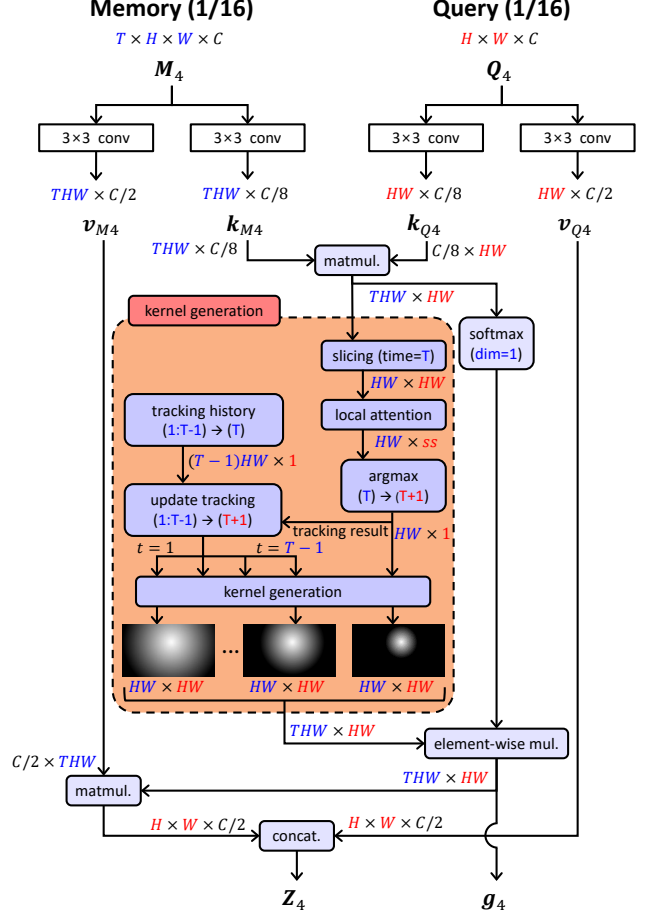 Memory (1/16) Query (1/16)
T × H × W × C H × W × C
M4 Q4
3×3 conv 3×3 conv 3×3 conv 3×3 conv
THW × C/2 THW × C/8 HW × C/8 HW × C/2
vM4 kM4 kQ4 vQ4
THW × C/8 matmul. C/8 × HW
THW × HW
kernel generation
softmax
(dim=1)
slicing (time=T)
HW × HW
tracking history
(1:T-1) → (T)
local attention
HW × ss
(T − 1)HW × 1
argmax
(T) → (T+1)
update tracking
(1:T-1) → (T+1)
tracking result
HW × 1
t = 1 t = T − 1
kernel generation
...
HW × HW HW × HW HW × HW
THW × HW
element-wise mul.
C/2 × THW
THW × HW
matmul.
H × W × C/2 H × W × C/2
concat.
Z4 g4